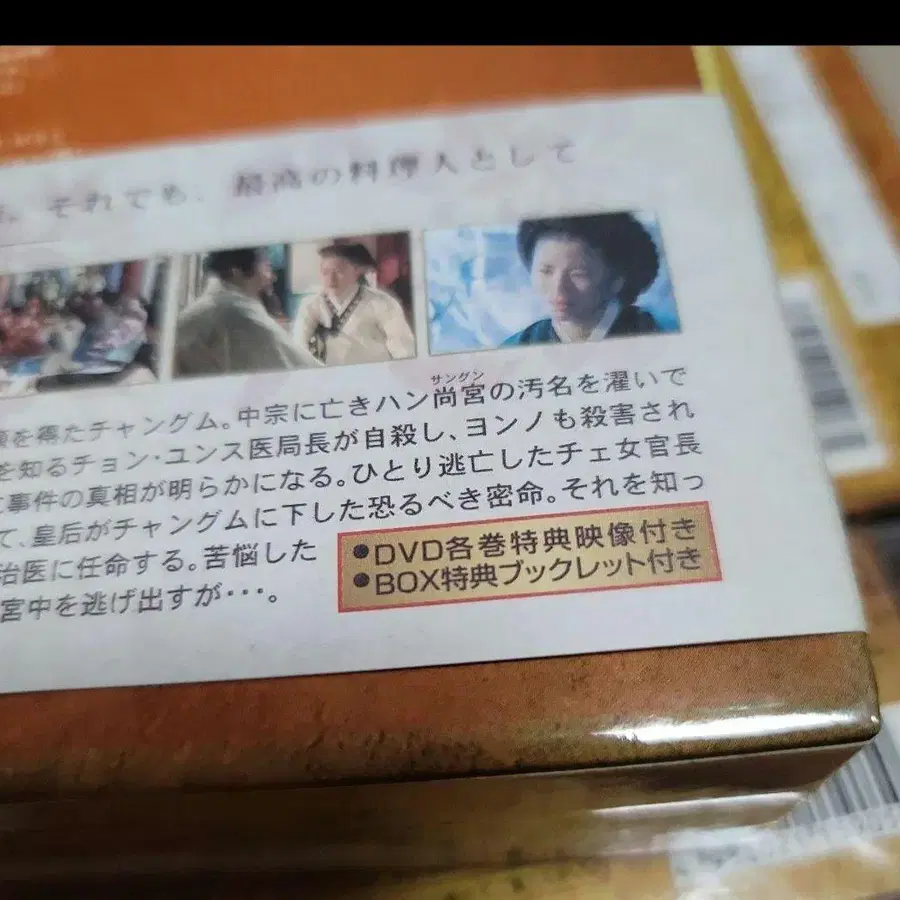 。それでも、最高の料理人として
サングン
を得たチャングム。中宗に亡きハン尚宮の汚名を濯いで
を知るチョン・ユンス医局長が自殺し、ヨンノも殺害され
事件の真相が明らかになる。ひとり逃亡したチェ女官長
て、皇后がチャングムに下した恐るべき密命。それを知っ
治医に任命する。苦悩した
宮中を逃げ出すが・・・。
●DVD各巻特典映像付き
●BOX特典ブックレット付き